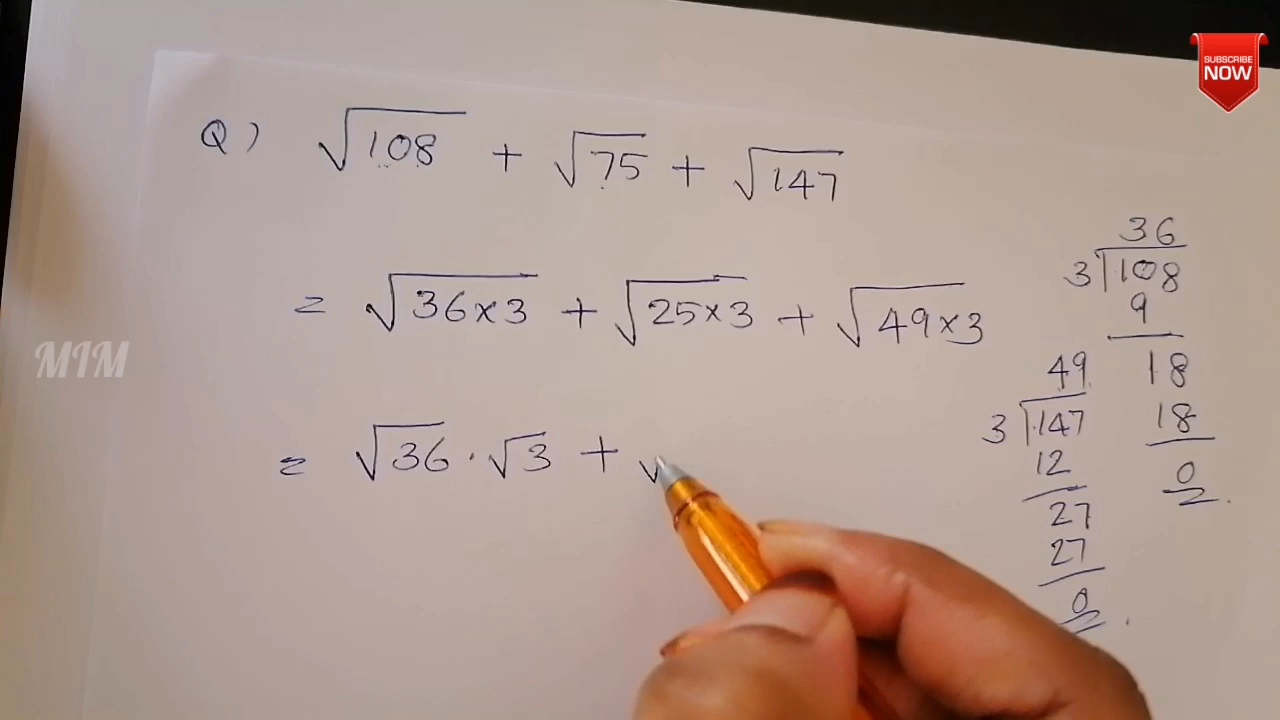 SUBSCRIBE
NOW
Q) √108 + √75 + √147
= √36×3 + √25×3 + √49×3
= √36 · √3 + √
MIM
36
3 108
9
18
18
0
49
3 147
12
27
27
0